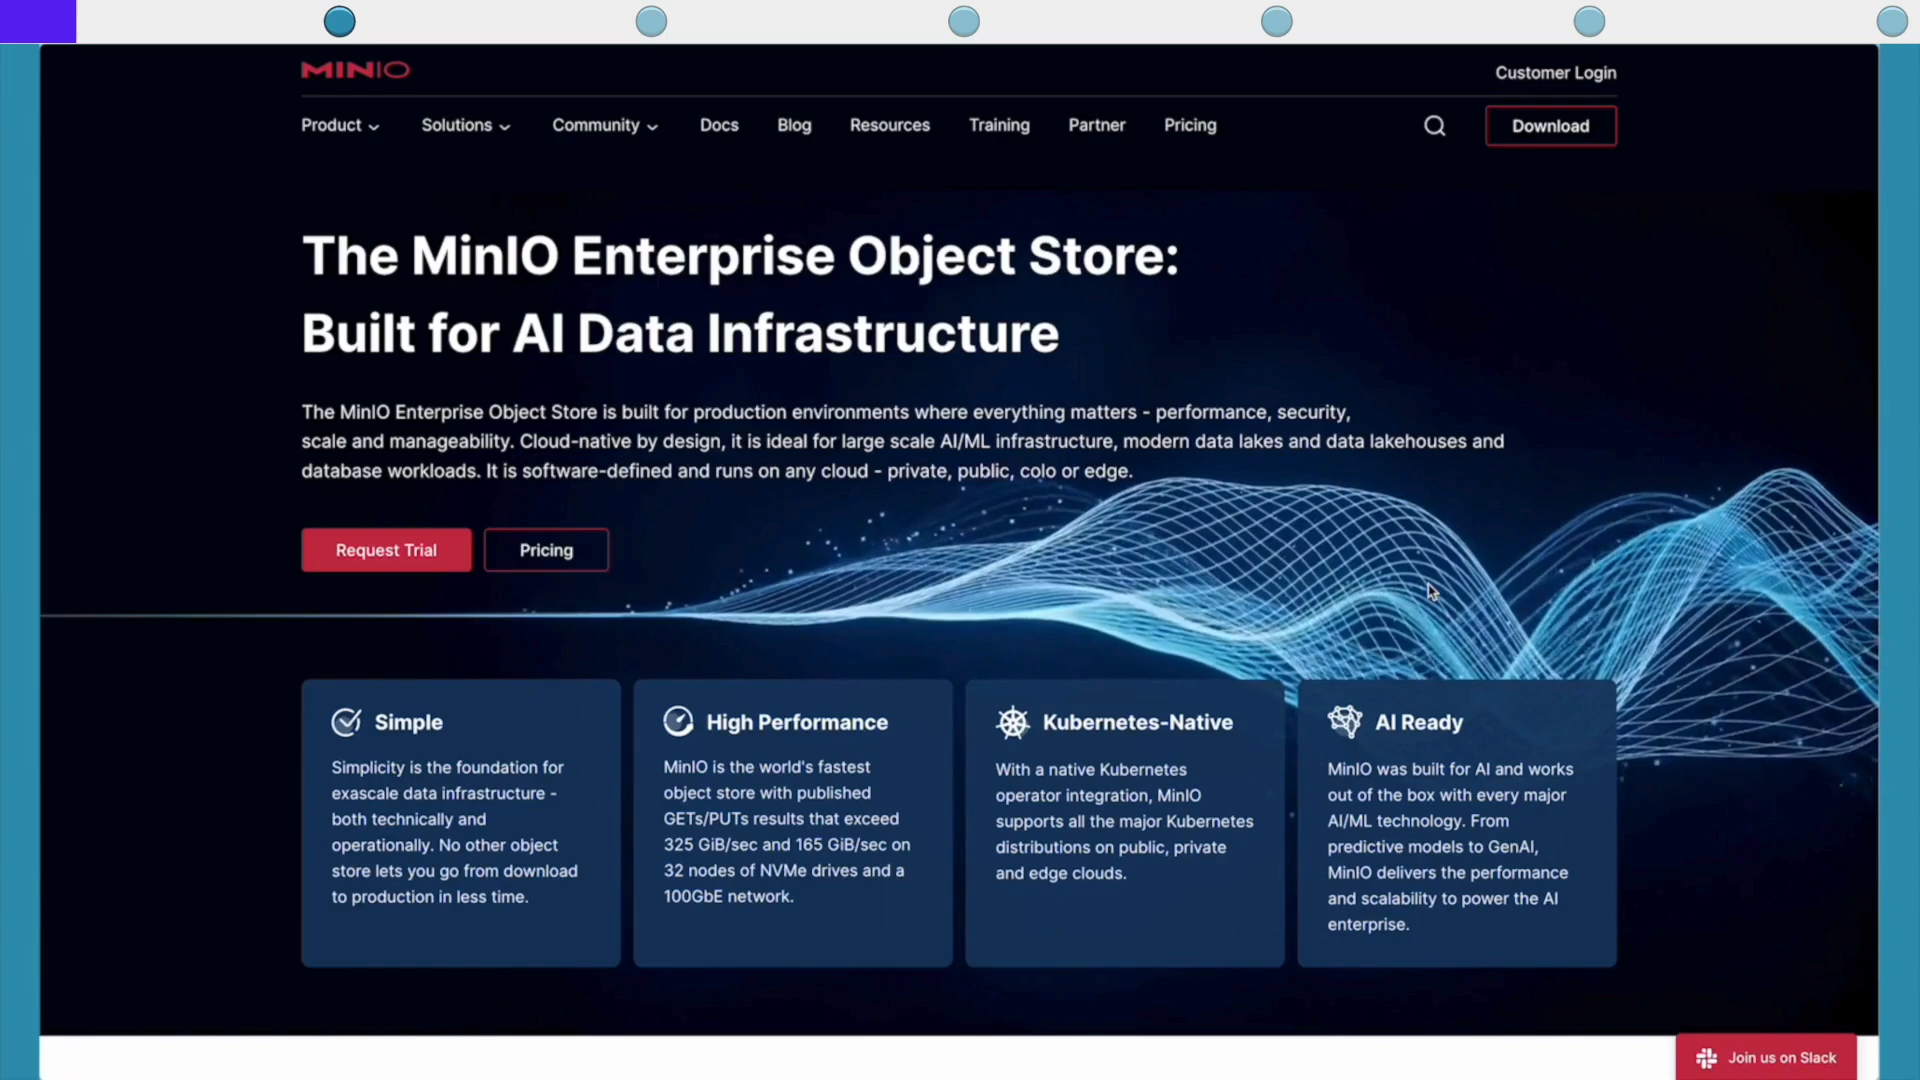 MINIO
Customer Login
Product
Solutions
Community
Docs
Blog
Resources
Training
Partner
Pricing
Download
The MinIO Enterprise Object Store:
Built for AI Data Infrastructure
The MinIO Enterprise Object Store is built for production environments where everything matters - performance, security,
scale and manageability. Cloud-native by design, it is ideal for large scale AI/ML infrastructure, modern data lakes and data lakehouses and
database workloads. It is software-defined and runs on any cloud - private, public, colo or edge.
Request Trial
Pricing
Simple
Simplicity is the foundation for
exascale data infrastructure -
both technically and
operationally. No other object
store lets you go from download
to production in less time.
High Performance
MinIO is the world's fastest
object store with published
GETs/PUTs results that exceed
325 GiB/sec and 165 GiB/sec on
32 nodes of NVMe drives and a
100GbE network.
Kubernetes-Native
With a native Kubernetes
operator integration, MinIO
supports all the major Kubernetes
distributions on public, private
and edge clouds.
AI Ready
MinIO was built for AI and works
out of the box with every major
AI/ML technology. From
predictive models to GenAI,
MinIO delivers the performance
and scalability to power the AI
enterprise.
Join us on Slack